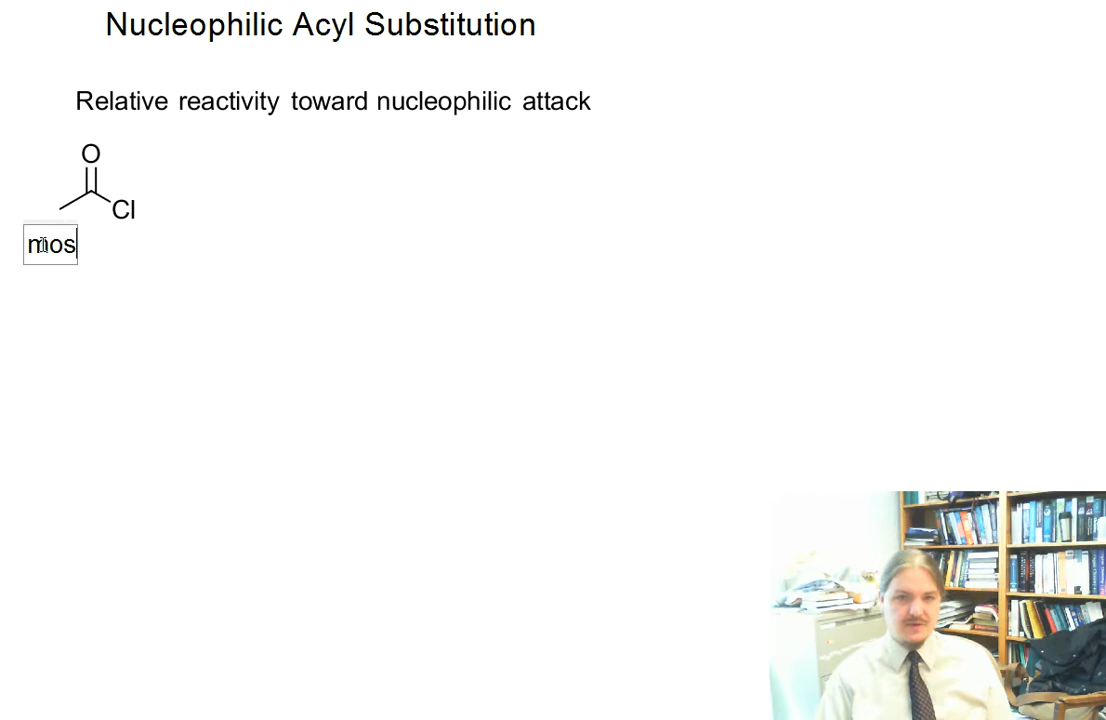 Nucleophilic Acyl Substitution
Relative reactivity toward nucleophilic attack
O
Cl
mos